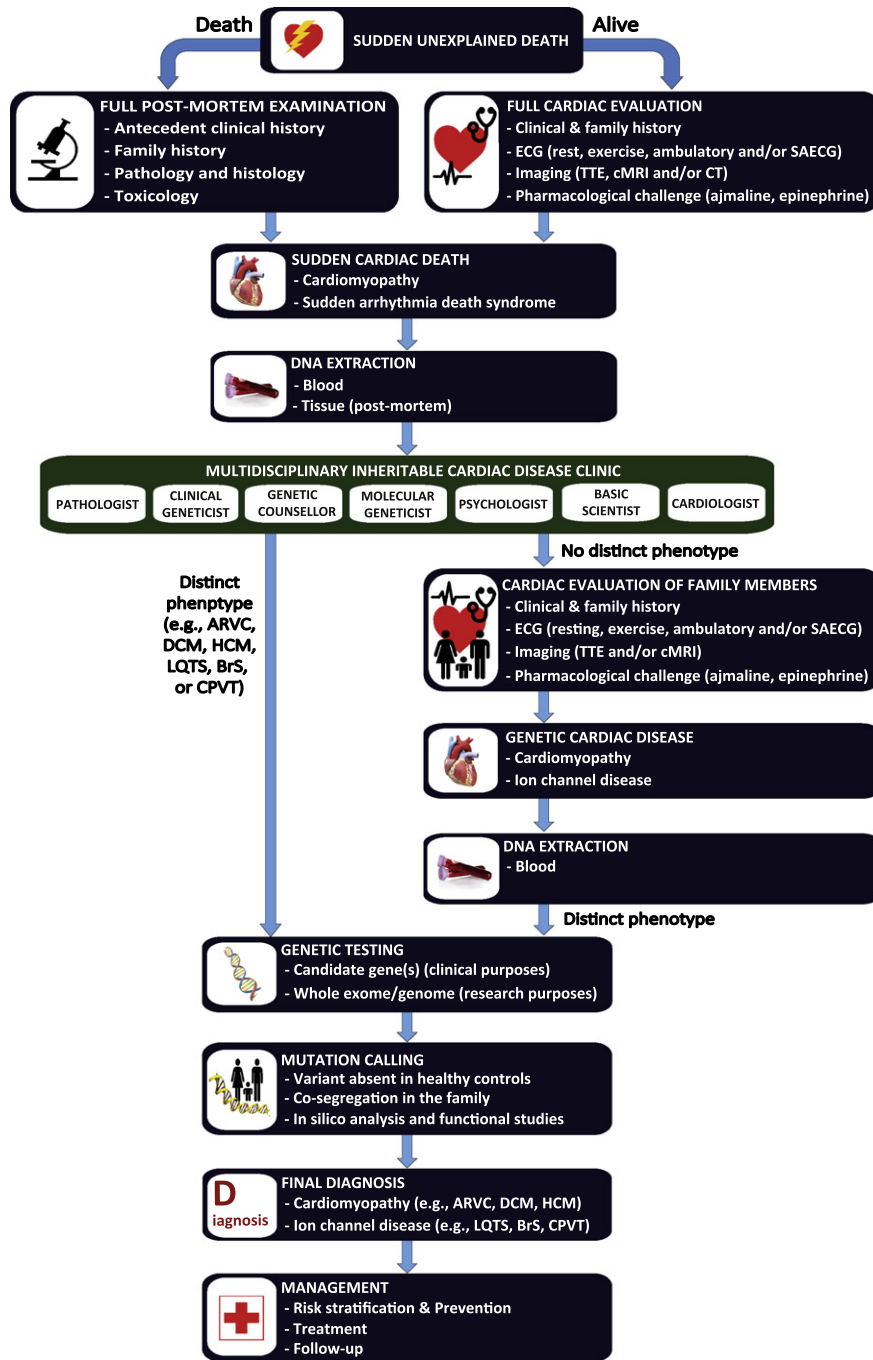 Death
SUDDEN UNEXPLAINED DEATH
Alive
FULL POST-MORTEM EXAMINATION
- Antecedent clinical history
- Family history
- Pathology and histology
- Toxicology
FULL CARDIAC EVALUATION
- Clinical & family history
- ECG (rest, exercise, ambulatory and/or SAECG)
- Imaging (TTE, cMRI and/or CT)
- Pharmacological challenge (ajmaline, epinephrine)
SUDDEN CARDIAC DEATH
- Cardiomyopathy
- Sudden arrhythmia death syndrome
DNA EXTRACTION
- Blood
- Tissue (post-mortem)
MULTIDISCIPLINARY INHERITABLE CARDIAC DISEASE CLINIC
PATHOLOGIST
CLINICAL
GENETICIST
GENETIC
COUNSELLOR
MOLECULAR
GENETICIST
PSYCHOLOGIST
BASIC
SCIENTIST
CARDIOLOGIST
Distinct
phenptype
(e.g., ARVC,
DCM, HCM,
LQTS, BrS,
or CPVT)
No distinct phenotype
CARDIAC EVALUATION OF FAMILY MEMBERS
- Clinical & family history
- ECG (resting, exercise, ambulatory and/or SAECG)
- Imaging (TTE and/or cMRI)
- Pharmacological challenge (ajmaline, epinephrine)
GENETIC CARDIAC DISEASE
- Cardiomyopathy
- Ion channel disease
DNA EXTRACTION
- Blood
Distinct phenotype
GENETIC TESTING
- Candidate gene(s) (clinical purposes)
- Whole exome/genome (research purposes)
MUTATION CALLING
- Variant absent in healthy controls
- Co-segregation in the family
- In silico analysis and functional studies
D
iagnosis
FINAL DIAGNOSIS
- Cardiomyopathy (e.g., ARVC, DCM, HCM)
- Ion channel disease (e.g., LQTS, BrS, CPVT)
MANAGEMENT
- Risk stratification & Prevention
- Treatment
- Follow-up